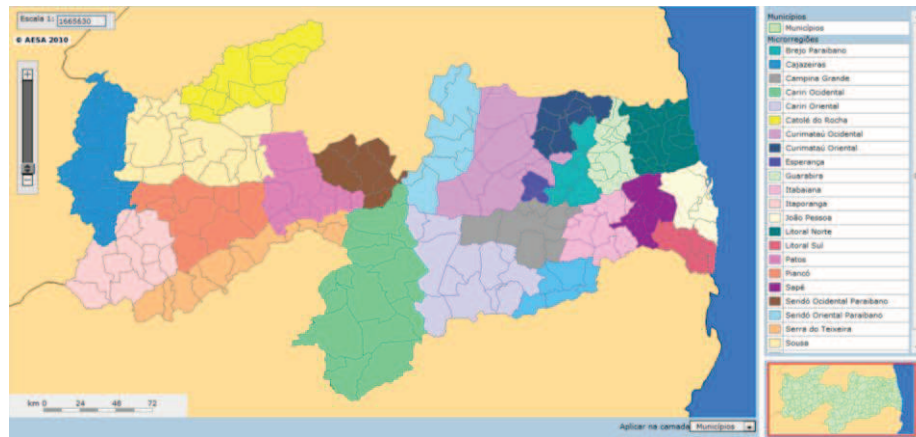 Escala 1: 1665630
© AESA 2010
+
-
km 0 24 48 72
Aplicar na camada Municípios
Municípios
Municípios
Microrregiões
Brejo Paraibano
Cajazeiras
Campina Grande
Cariri Ocidental
Cariri Oriental
Catolé do Rocha
Curimataú Ocidental
Curimataú Oriental
Esperança
Guarabira
Itabaiana
Itaporanga
João Pessoa
Litoral Norte
Litoral Sul
Patos
Piancó
Sapé
Seridó Ocidental Paraibano
Seridó Oriental Paraibano
Serra do Teixeira
Sousa